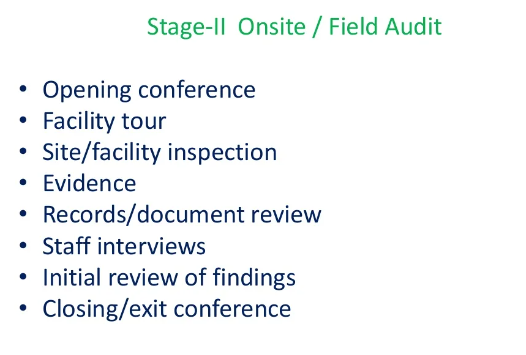 Stage-II Onsite / Field Audit
• Opening conference
• Facility tour
• Site/facility inspection
• Evidence
• Records/document review
• Staff interviews
• Initial review of findings
• Closing/exit conference